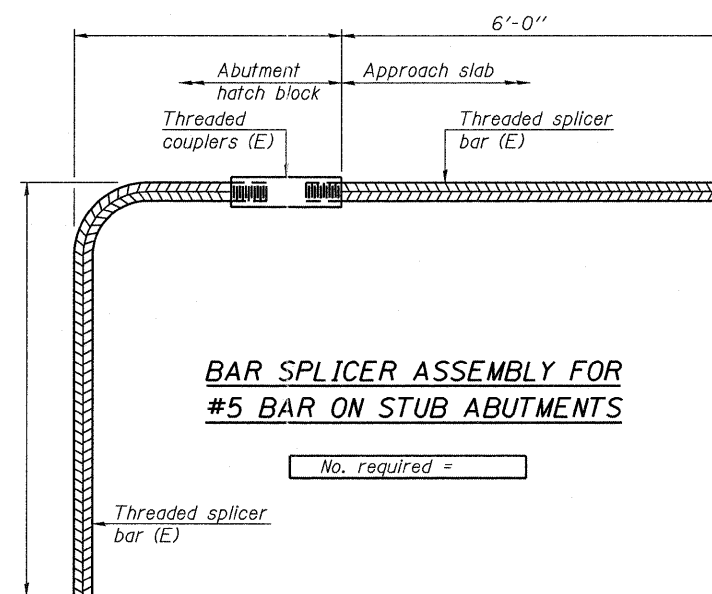 6'-0"
Abutment
hatch block
Approach slab
Threaded
couplers (E)
Threaded splicer
bar (E)
BAR SPLICER ASSEMBLY FOR
#5 BAR ON STUB ABUTMENTS
No. required =
Threaded splicer
bar (E)